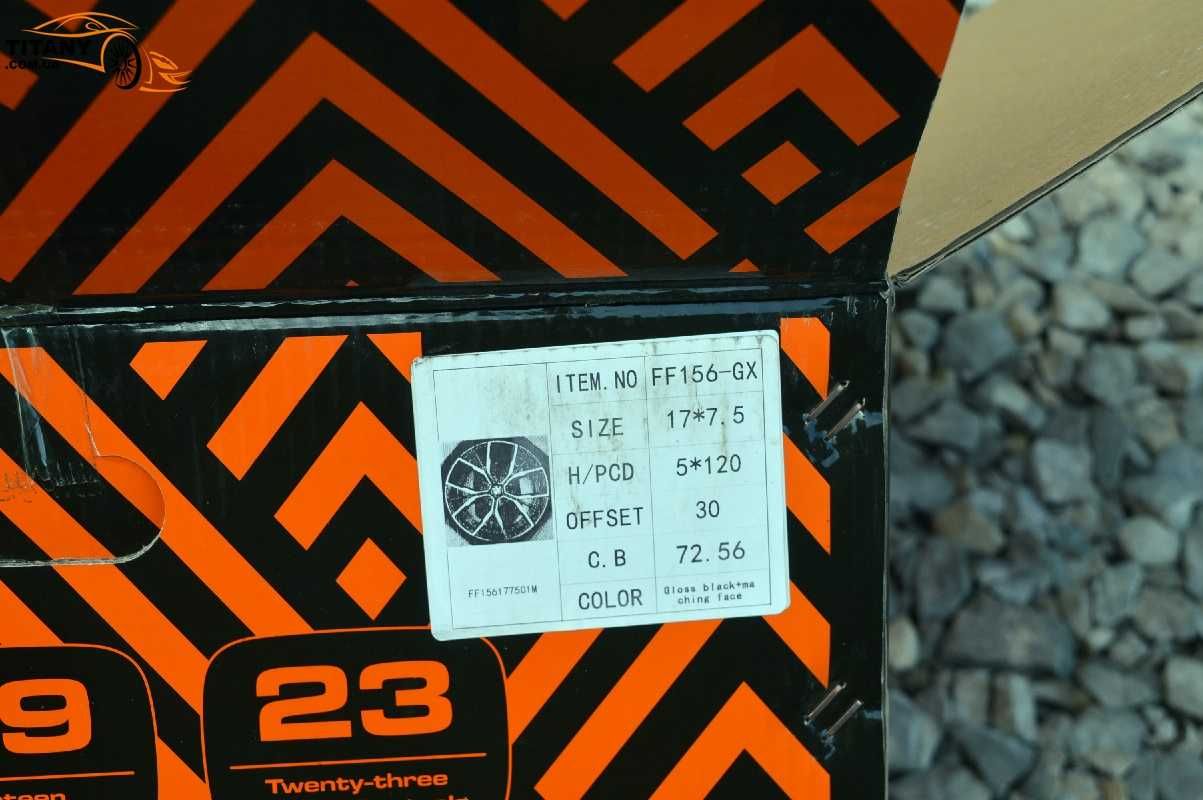 TITANY
.COM.UA
ITEM.NO FF156-GX
SIZE 17*7.5
H/PCD 5*120
OFFSET 30
C.B 72.56
FF156177501M
COLOR Gloss black+ma
ching face
9
23
Twenty-three